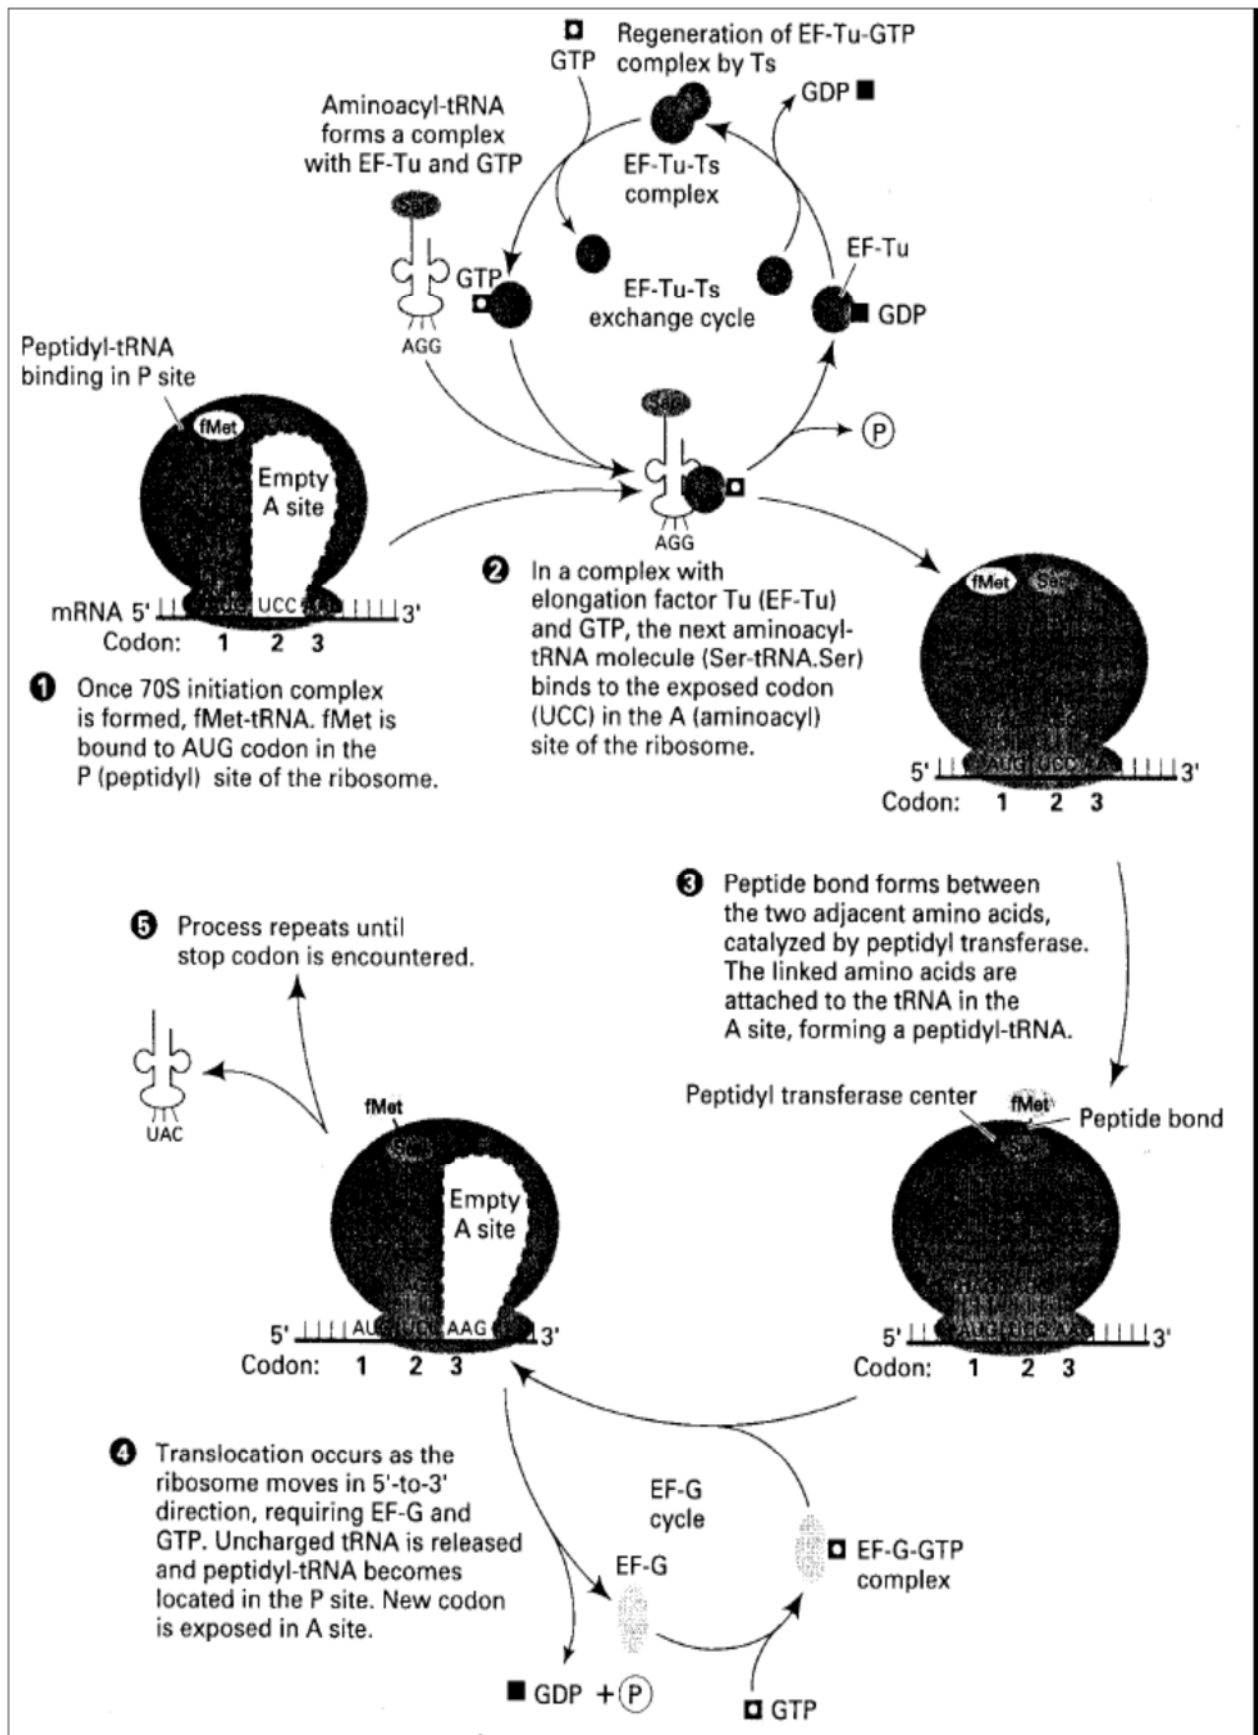 GTP
Regeneration of EF-Tu-GTP
complex by Ts
GDP
Aminoacyl-tRNA
forms a complex
with EF-Tu and GTP
EF-Tu-Ts
complex
Ser
EF-Tu
GTP
EF-Tu-Ts
exchange cycle
GDP
AGG
Peptidyl-tRNA
binding in P site
fMet
Empty
A site
Ser
P
AGG
mRNA 5' UCC 3'
Codon: 1 2 3
1 Once 70S initiation complex
is formed, fMet-tRNA. fMet is
bound to AUG codon in the
P (peptidyl) site of the ribosome.
2 In a complex with
elongation factor Tu (EF-Tu)
and GTP, the next aminoacyl-
tRNA molecule (Ser-tRNA.Ser)
binds to the exposed codon
(UCC) in the A (aminoacyl)
site of the ribosome.
fMet Ser
5' AUG UCC AA 3'
Codon: 1 2 3
3 Peptide bond forms between
the two adjacent amino acids,
catalyzed by peptidyl transferase.
The linked amino acids are
attached to the tRNA in the
A site, forming a peptidyl-tRNA.
5 Process repeats until
stop codon is encountered.
UAC
Peptidyl transferase center
fMet
Peptide bond
5' AUG UCC AAG 3'
Codon: 1 2 3
fMet
Empty
A site
5' AAG 3'
Codon: 1 2 3
4 Translocation occurs as the
ribosome moves in 5'-to-3'
direction, requiring EF-G and
GTP. Uncharged tRNA is released
and peptidyl-tRNA becomes
located in the P site. New codon
is exposed in A site.
EF-G
cycle
EF-G
EF-G-GTP
complex
GDP + P
GTP